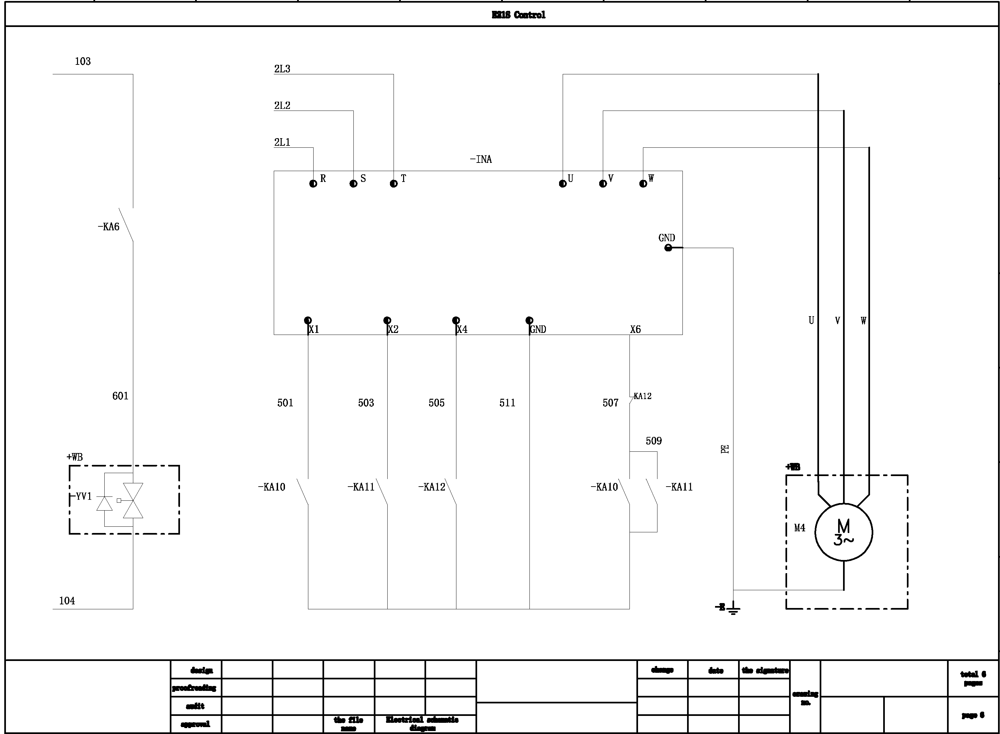 E21S Control
103
2L3
2L2
2L1
-INA
R
S
T
U
V
W
-KA6
GND
U
V
W
X1
X2
X4
GND
X6
601
501
503
505
511
507
KA12
509
PE
+WB
+WB
-YV1
-KA10
-KA11
-KA12
-KA10
-KA11
M4
M
3~
104
-E
design
change
date
the signature
total 6
pages
proofreading
drawing
no.
audit
approval
the file
name
Electrical schematic
diagram
page 6